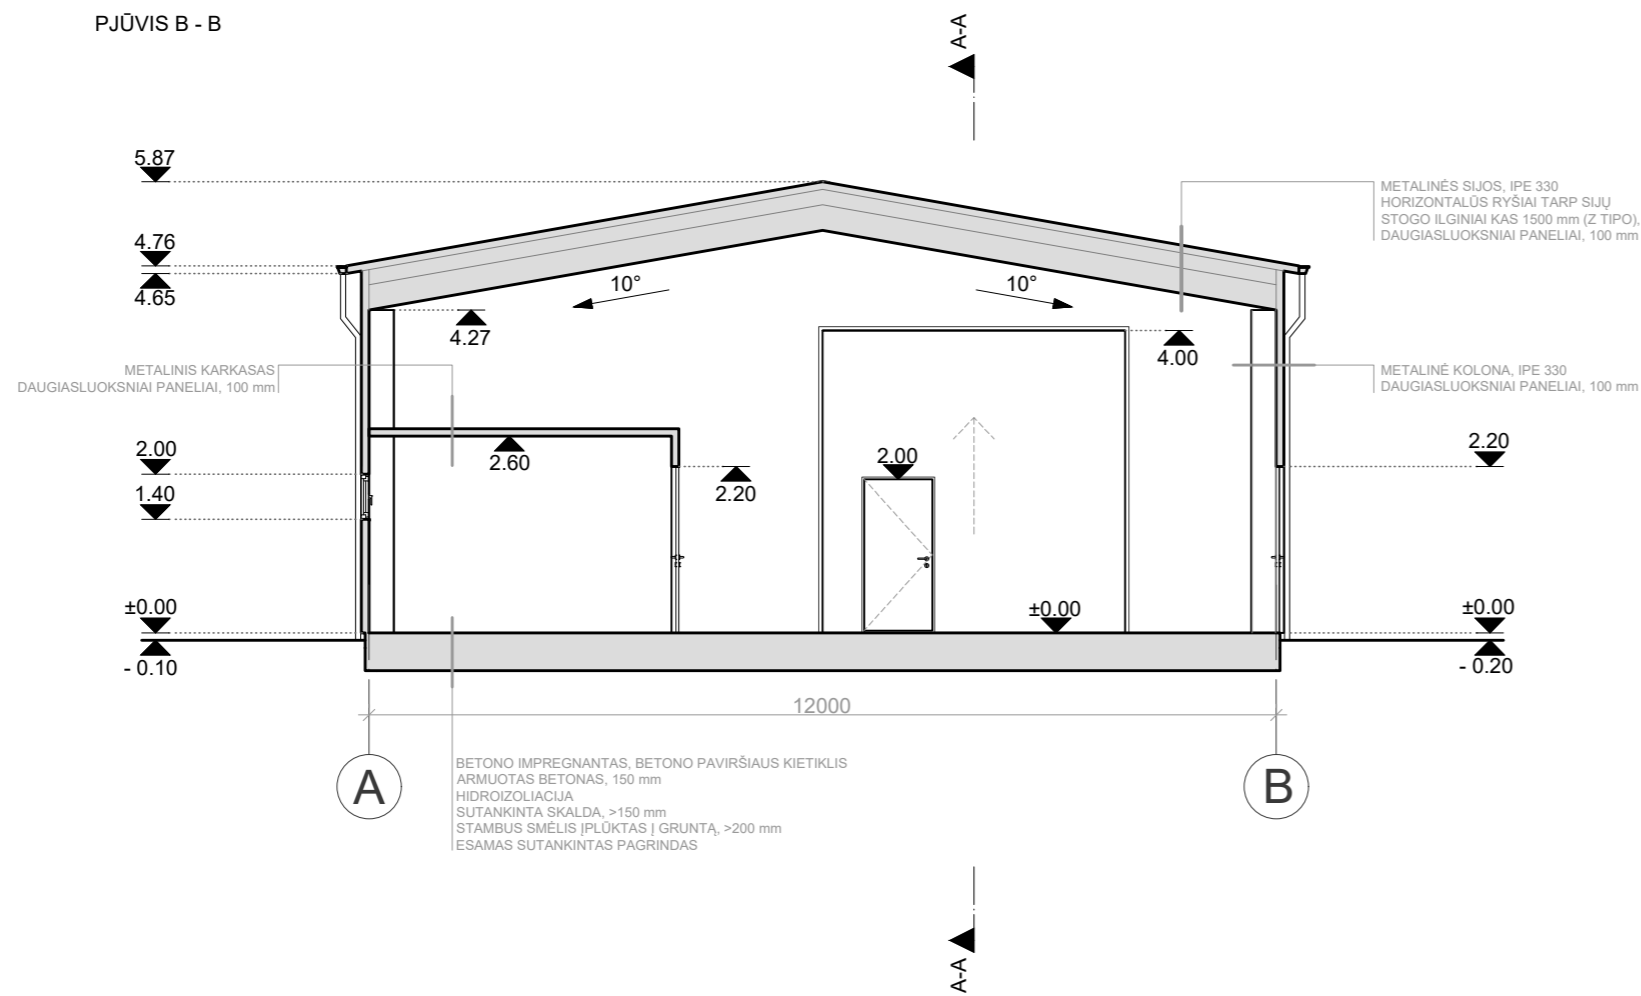 PJŪVIS B - B
A-A
5.87
4.76
4.65
METALINĖS SIJOS, IPE 330
HORIZONTALŪS RYŠIAI TARP SIJŲ
STOGO ILGINIAI KAS 1500 mm (Z TIPO),
DAUGIASLUOKSNIAI PANELIAI, 100 mm
10°
10°
4.27
4.00
METALINIS KARKASAS
DAUGIASLUOKSNIAI PANELIAI, 100 mm
METALINĖ KOLONA, IPE 330
DAUGIASLUOKSNIAI PANELIAI, 100 mm
2.00
1.40
2.60
2.20
2.00
2.20
±0.00
- 0.10
±0.00
±0.00
- 0.20
12000
A
B
BETONO IMPREGNANTAS, BETONO PAVIRŠIAUS KIETIKLIS
ARMUOTAS BETONAS, 150 mm
HIDROIZOLIACIJA
SUTANKINTA SKALDA, >150 mm
STAMBUS SMĖLIS ĮPLŪKTAS Į GRUNTĄ, >200 mm
ESAMAS SUTANKINTAS PAGRINDAS
A-A